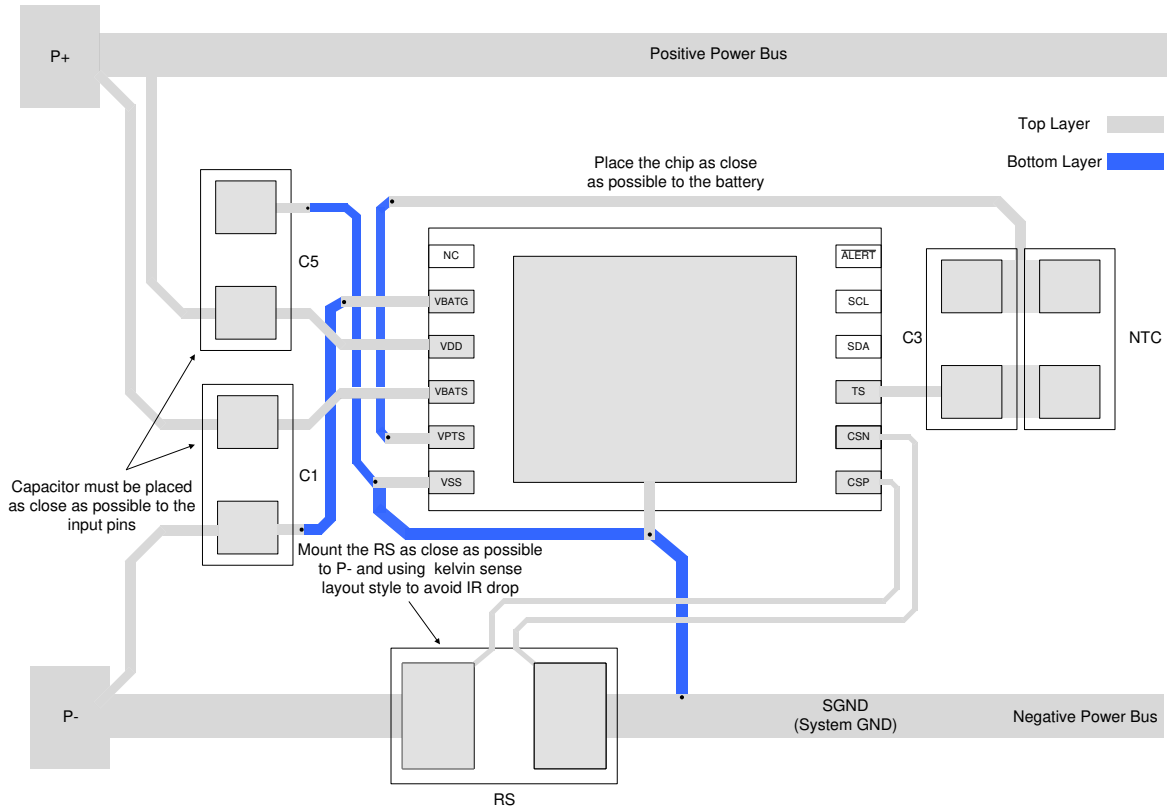 P+
Positive Power Bus
Top Layer
Bottom Layer
Place the chip as close
as possible to the battery
C5
NC
VBATG
VDD
VBATS
VPTS
VSS
ALERT
SCL
SDA
TS
CSN
CSP
C3
NTC
C1
Capacitor must be placed
as close as possible to the
input pins
Mount the RS as close as possible
to P- and using kelvin sense
layout style to avoid IR drop
P-
SGND
(System GND)
Negative Power Bus
RS